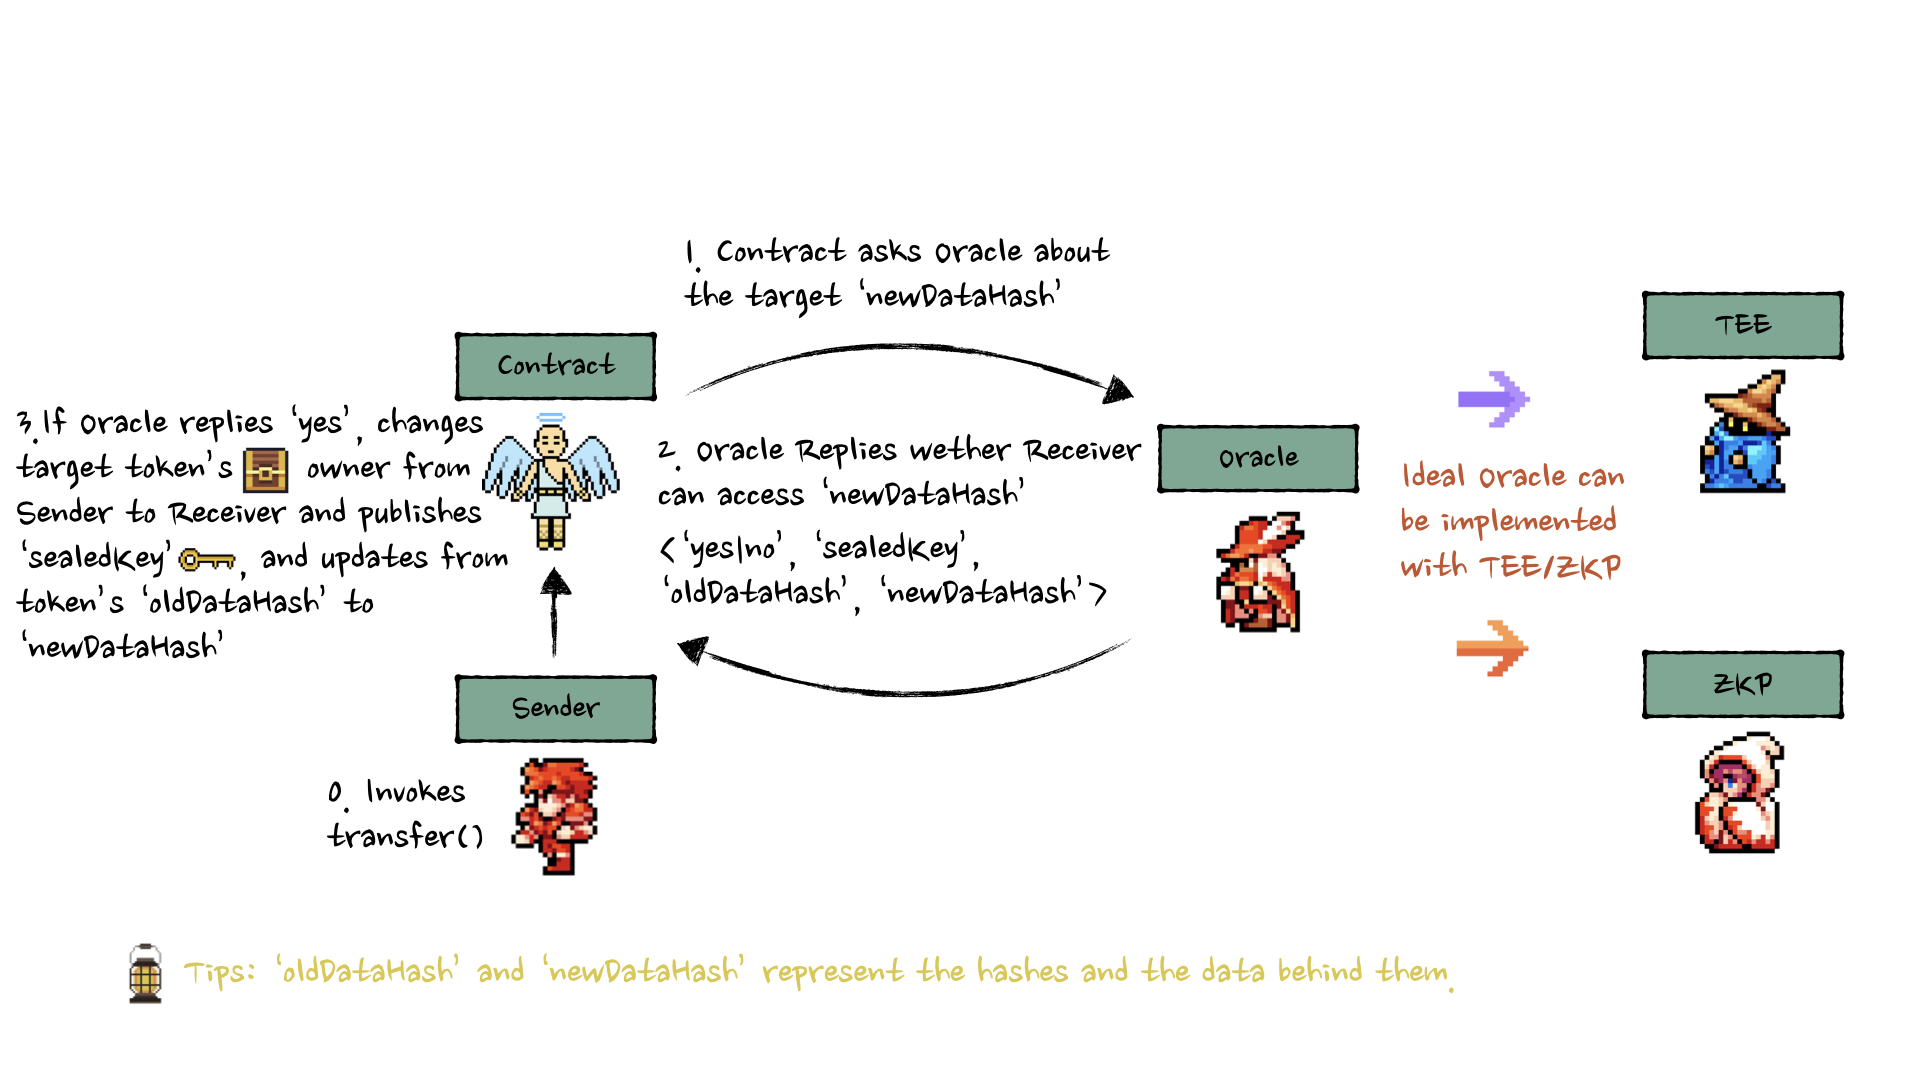 1. Contract asks Oracle about
the target ‘newDataHash’
Contract
3.If Oracle replies ‘yes’, changes
target token’s owner from
Sender to Receiver and publishes
‘sealedKey’ , and updates from
token’s ‘oldDataHash’ to
‘newDataHash’
2. Oracle Replies wether Receiver
can access ‘newDataHash’
<‘yes|no’, ‘sealedKey’,
‘oldDataHash’, ‘newDataHash’>
Oracle
Ideal Oracle can
be implemented
with TEE/ZKP
TEE
ZKP
Sender
0. Invokes
transfer()
Tips: ‘oldDataHash’ and ‘newDataHash’ represent the hashes and the data behind them.